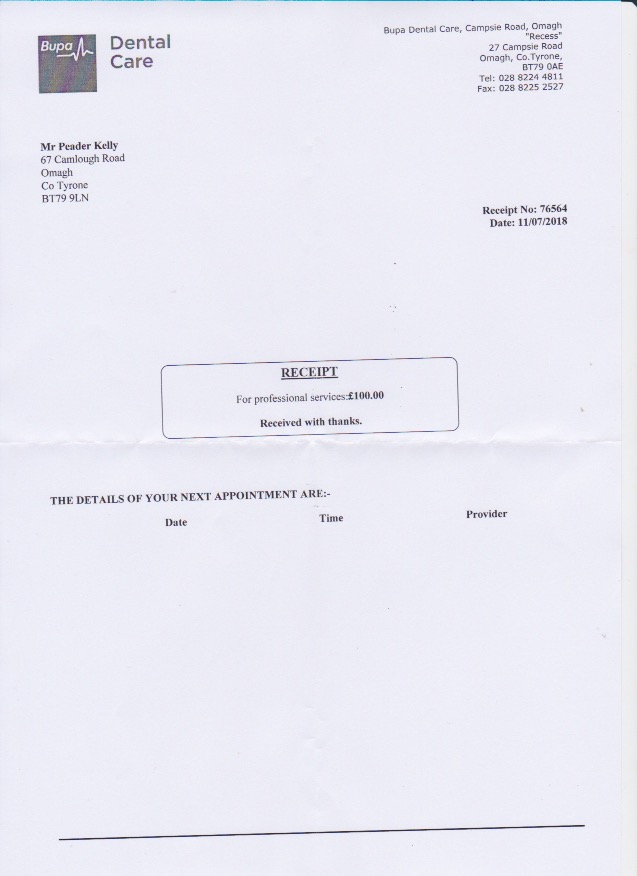 Bupa
Dental
Care
Bupa Dental Care, Campsie Road, Omagh
"Recess"
27 Campsie Road
Omagh, Co.Tyrone,
BT79 0AE
Tel: 028 8224 4811
Fax: 028 8225 2527
Mr Peader Kelly
67 Camlough Road
Omagh
Co Tyrone
BT79 9LN
Receipt No: 76564
Date: 11/07/2018
RECEIPT
For professional services:£100.00
Received with thanks.
THE DETAILS OF YOUR NEXT APPOINTMENT ARE:-
Date Time Provider